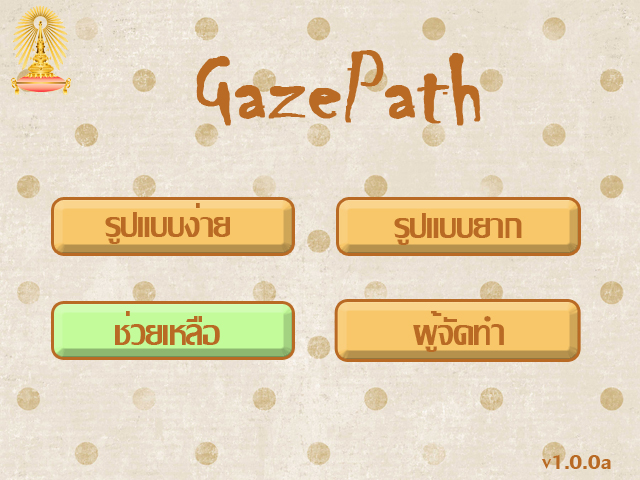 GazePath
รูปแบบง่าย
รูปแบบยาก
ช่วยเหลือ
ผู้จัดทำ
v1.0.0a